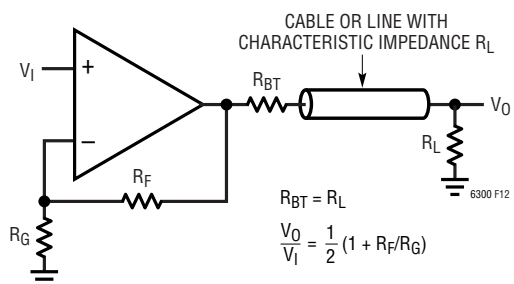 CABLE OR LINE WITH
CHARACTERISTIC IMPEDANCE RL
VI
+
–
RBT
VO
RL
RF
RG
6300 F12
RBT = RL
VO/VI = 1/2 (1 + RF/RG)